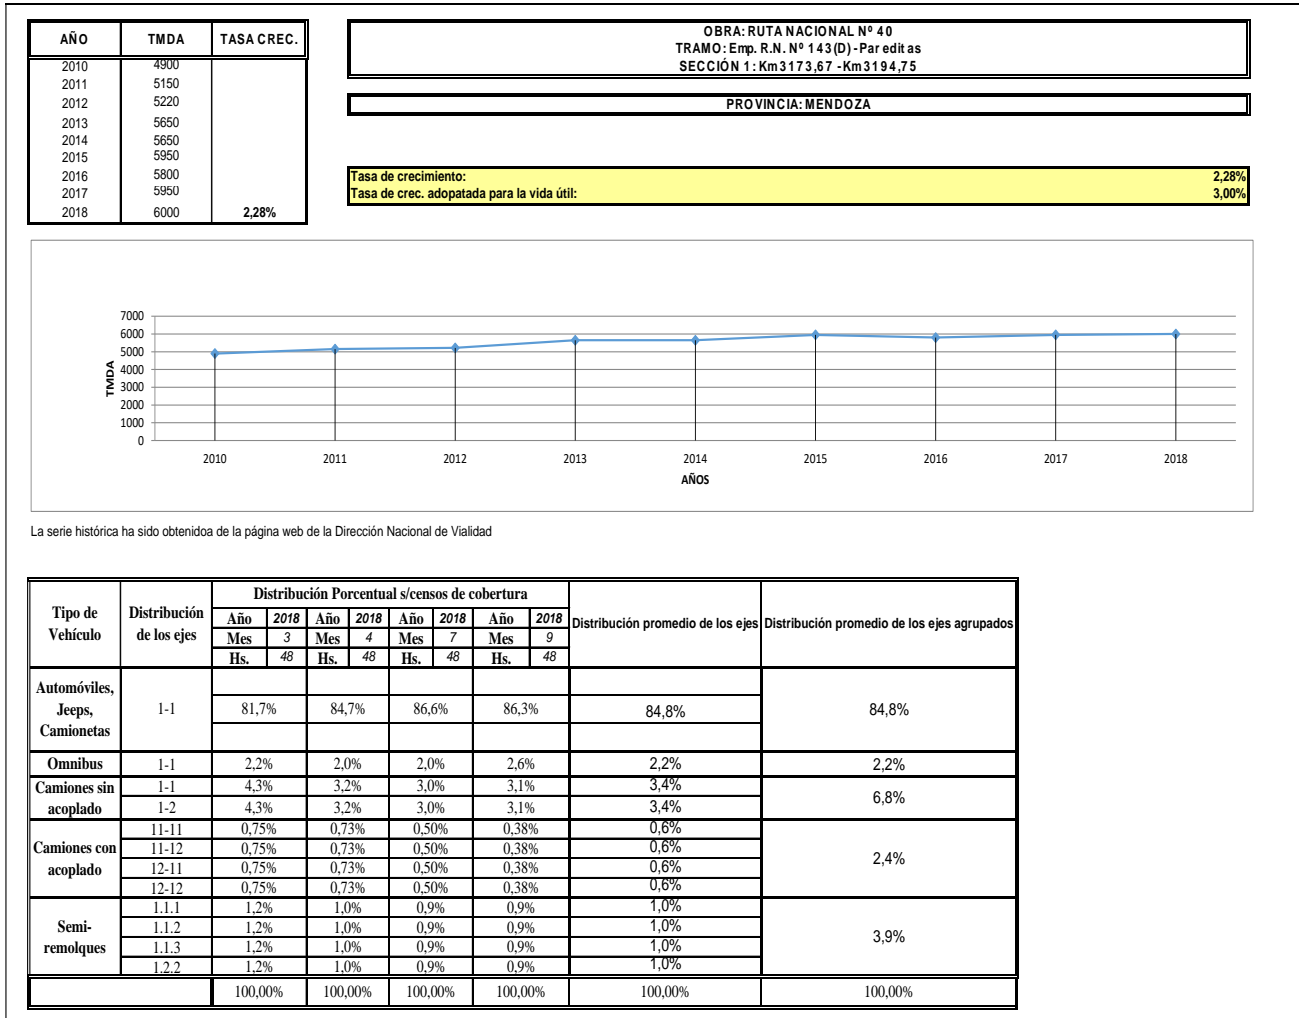 AÑO TMDA TASA CREC.
2010 4900
2011 5150
2012 5220
2013 5650
2014 5650
2015 5950
2016 5800
2017 5950
2018 6000 2,28%
OBRA: RUTA NACIONAL Nº 40
TRAMO: Emp. R.N. Nº 143(D) - Pareditas
SECCIÓN 1: Km 3173,67 - Km 3194,75
PROVINCIA: MENDOZA
Tasa de crecimiento: 2,28%
Tasa de crec. adopatada para la vida útil: 3,00%
7000
6000
5000
4000
3000
2000
1000
0
TMDA
2010 2011 2012 2013 2014 2015 2016 2017 2018
AÑOS
La serie histórica ha sido obtenidoa de la página web de la Dirección Nacional de Vialidad
Tipo de Vehículo Distribución de los ejes Distribución Porcentual s/censos de cobertura Distribución promedio de los ejes Distribución promedio de los ejes agrupados
Año 2018 Año 2018 Año 2018 Año 2018
Mes 3 Mes 4 Mes 7 Mes 9
Hs. 48 Hs. 48 Hs. 48 Hs. 48
Automóviles,
Jeeps, 1-1 81,7% 84,7% 86,6% 86,3% 84,8% 84,8%
Camionetas
Omnibus 1-1 2,2% 2,0% 2,0% 2,6% 2,2% 2,2%
Camiones sin 1-1 4,3% 3,2% 3,0% 3,1% 3,4% 6,8%
acoplado 1-2 4,3% 3,2% 3,0% 3,1% 3,4%
11-11 0,75% 0,73% 0,50% 0,38% 0,6%
Camiones con 11-12 0,75% 0,73% 0,50% 0,38% 0,6% 2,4%
acoplado 12-11 0,75% 0,73% 0,50% 0,38% 0,6%
12-12 0,75% 0,73% 0,50% 0,38% 0,6%
1.1.1 1,2% 1,0% 0,9% 0,9% 1,0%
Semi- 1.1.2 1,2% 1,0% 0,9% 0,9% 1,0% 3,9%
remolques 1.1.3 1,2% 1,0% 0,9% 0,9% 1,0%
1.2.2 1,2% 1,0% 0,9% 0,9% 1,0%
100,00% 100,00% 100,00% 100,00% 100,00% 100,00%